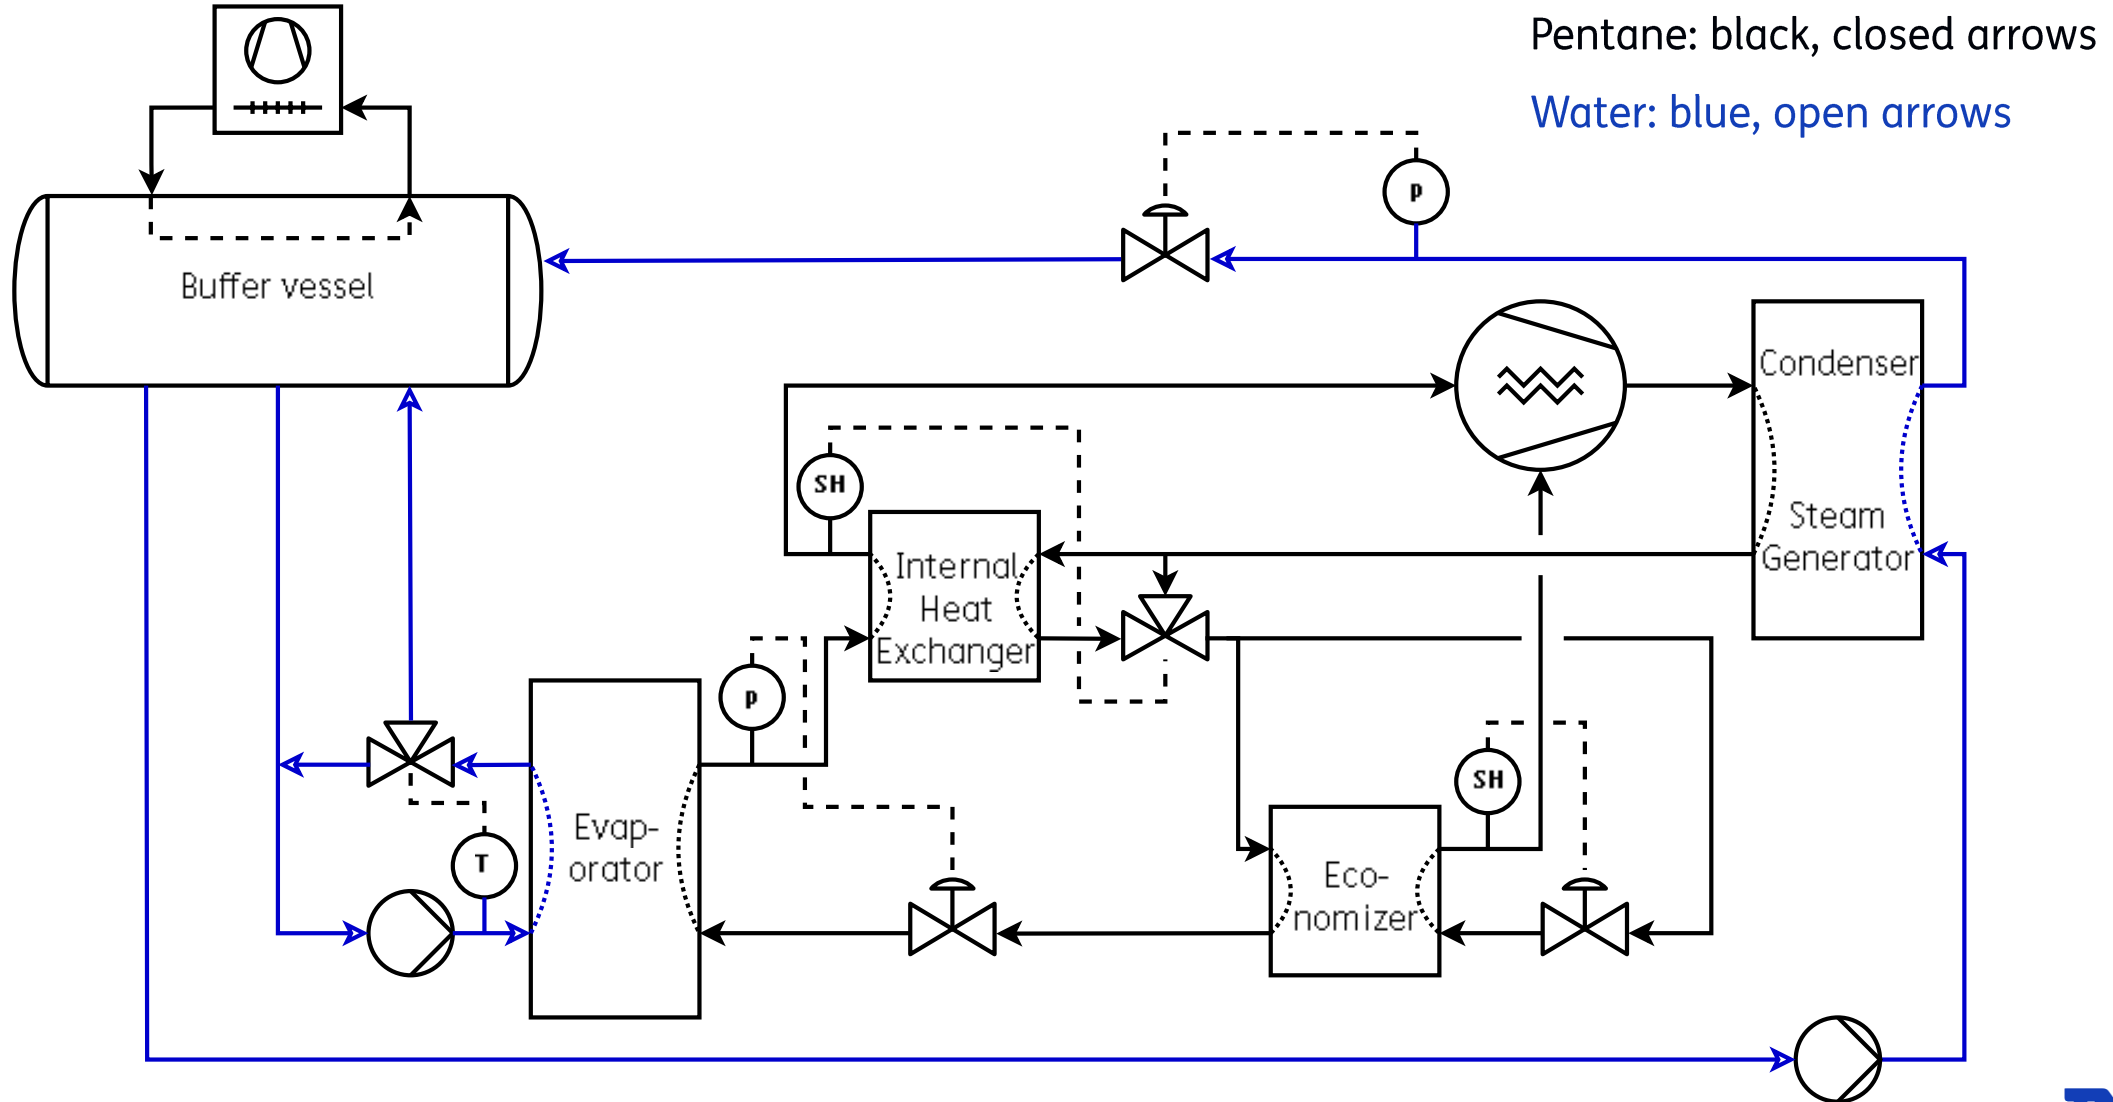 Pentane: black, closed arrows
Water: blue, open arrows
p
Buffer vessel
Condenser
SH
Steam
Generator
Internal
Heat
Exchanger
p
SH
Evap-
orator
T
Eco-
nomizer